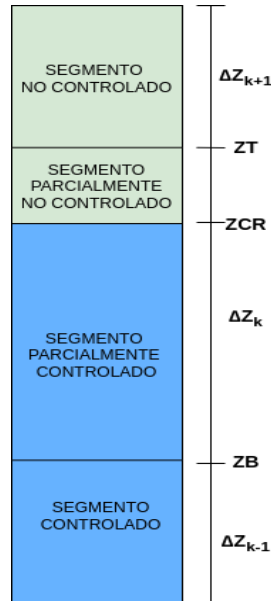 SEGMENTO
NO CONTROLADO
ΔZk+1
ZT
SEGMENTO
PARCIALMENTE
NO CONTROLADO
ZCR
ΔZk
SEGMENTO
PARCIALMENTE
CONTROLADO
ZB
SEGMENTO
CONTROLADO
ΔZk-1